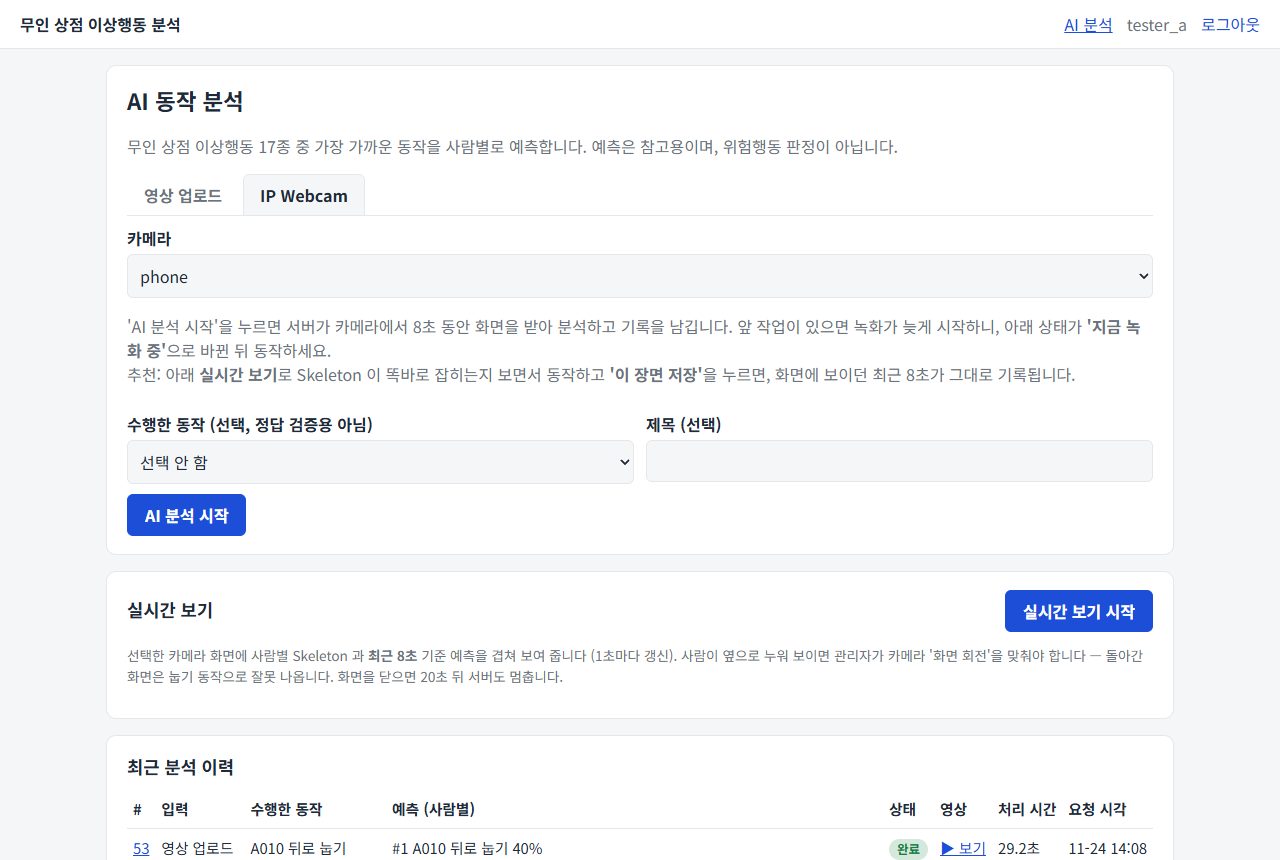 무인 상점 이상행동 분석
AI 분석 tester_a 로그아웃
AI 동작 분석
무인 상점 이상행동 17종 중 가장 가까운 동작을 사람별로 예측합니다. 예측은 참고용이며, 위험행동 판정이 아닙니다.
영상 업로드 IP Webcam
카메라
phone
'AI 분석 시작'을 누르면 서버가 카메라에서 8초 동안 화면을 받아 분석하고 기록을 남깁니다. 앞 작업이 있으면 녹화가 늦게 시작하니, 아래 상태가 '지금 녹
화 중'으로 바뀐 뒤 동작하세요.
추천: 아래 실시간 보기로 Skeleton 이 똑바로 잡히는지 보면서 동작하고 '이 장면 저장'을 누르면, 화면에 보이던 최근 8초가 그대로 기록됩니다.
수행한 동작 (선택, 정답 검증용 아님) 제목 (선택)
선택 안 함
AI 분석 시작
실시간 보기 실시간 보기 시작
선택한 카메라 화면에 사람별 Skeleton 과 최근 8초 기준 예측을 겹쳐 보여 줍니다 (1초마다 갱신). 사람이 옆으로 누워 보이면 관리자가 카메라 '화면 회전'을 맞춰야 합니다 — 돌아간
화면은 눕기 동작으로 잘못 나옵니다. 화면을 닫으면 20초 뒤 서버도 멈춥니다.
최근 분석 이력
# 입력 수행한 동작 예측 (사람별) 상태 영상 처리 시간 요청 시각
53 영상 업로드 A010 뒤로 눕기 #1 A010 뒤로 눕기 40% 완료 ▶ 보기 29.2초 11-24 14:08